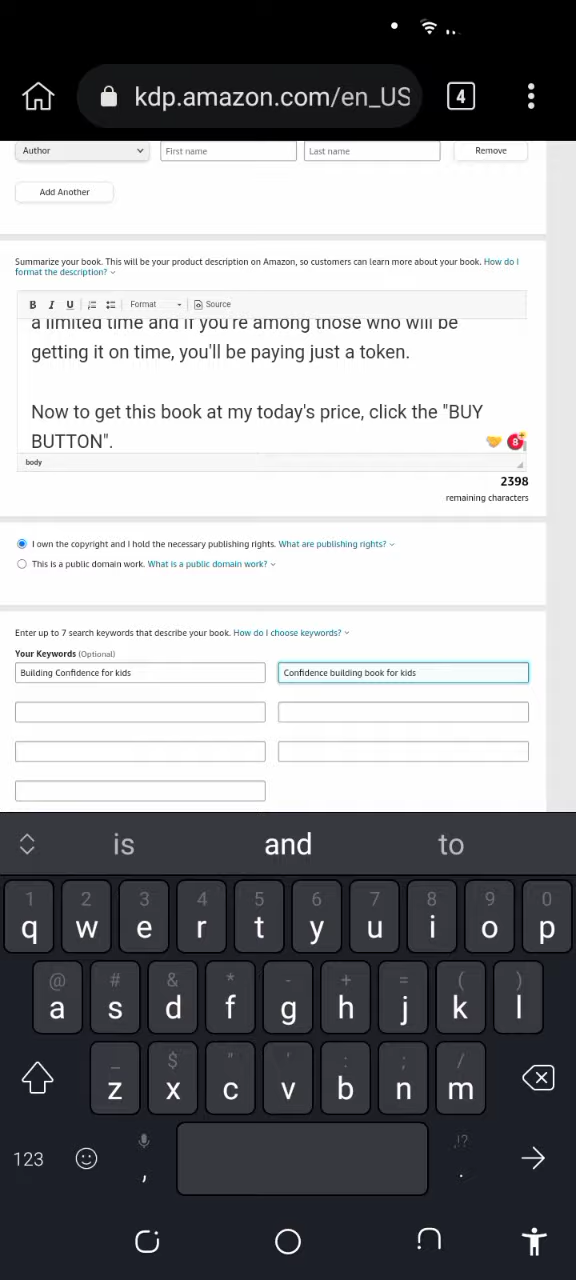 kdp.amazon.com/en_US
4
Author
First name
Last name
Remove
Add Another
Summarize your book. This will be your product description on Amazon, so customers can learn more about your book. How do I
format the description?
B I U Format Source
a limited time and if you're among those who will be
getting it on time, you'll be paying just a token.
Now to get this book at my today's price, click the "BUY
BUTTON".
8
body
2398
remaining characters
I own the copyright and I hold the necessary publishing rights. What are publishing rights?
This is a public domain work. What is a public domain work?
Enter up to 7 search keywords that describe your book. How do I choose keywords?
Your Keywords (Optional)
Building Confidence for kids
Confidence building book for kids
is and to
1 2 3 4 5 6 7 8 9 0
q w e r t y u i o p
@ # & * - + = ( )
a s d f g h j k l
_ $ " ' : ; /
z x c v b n m
123 , !? .